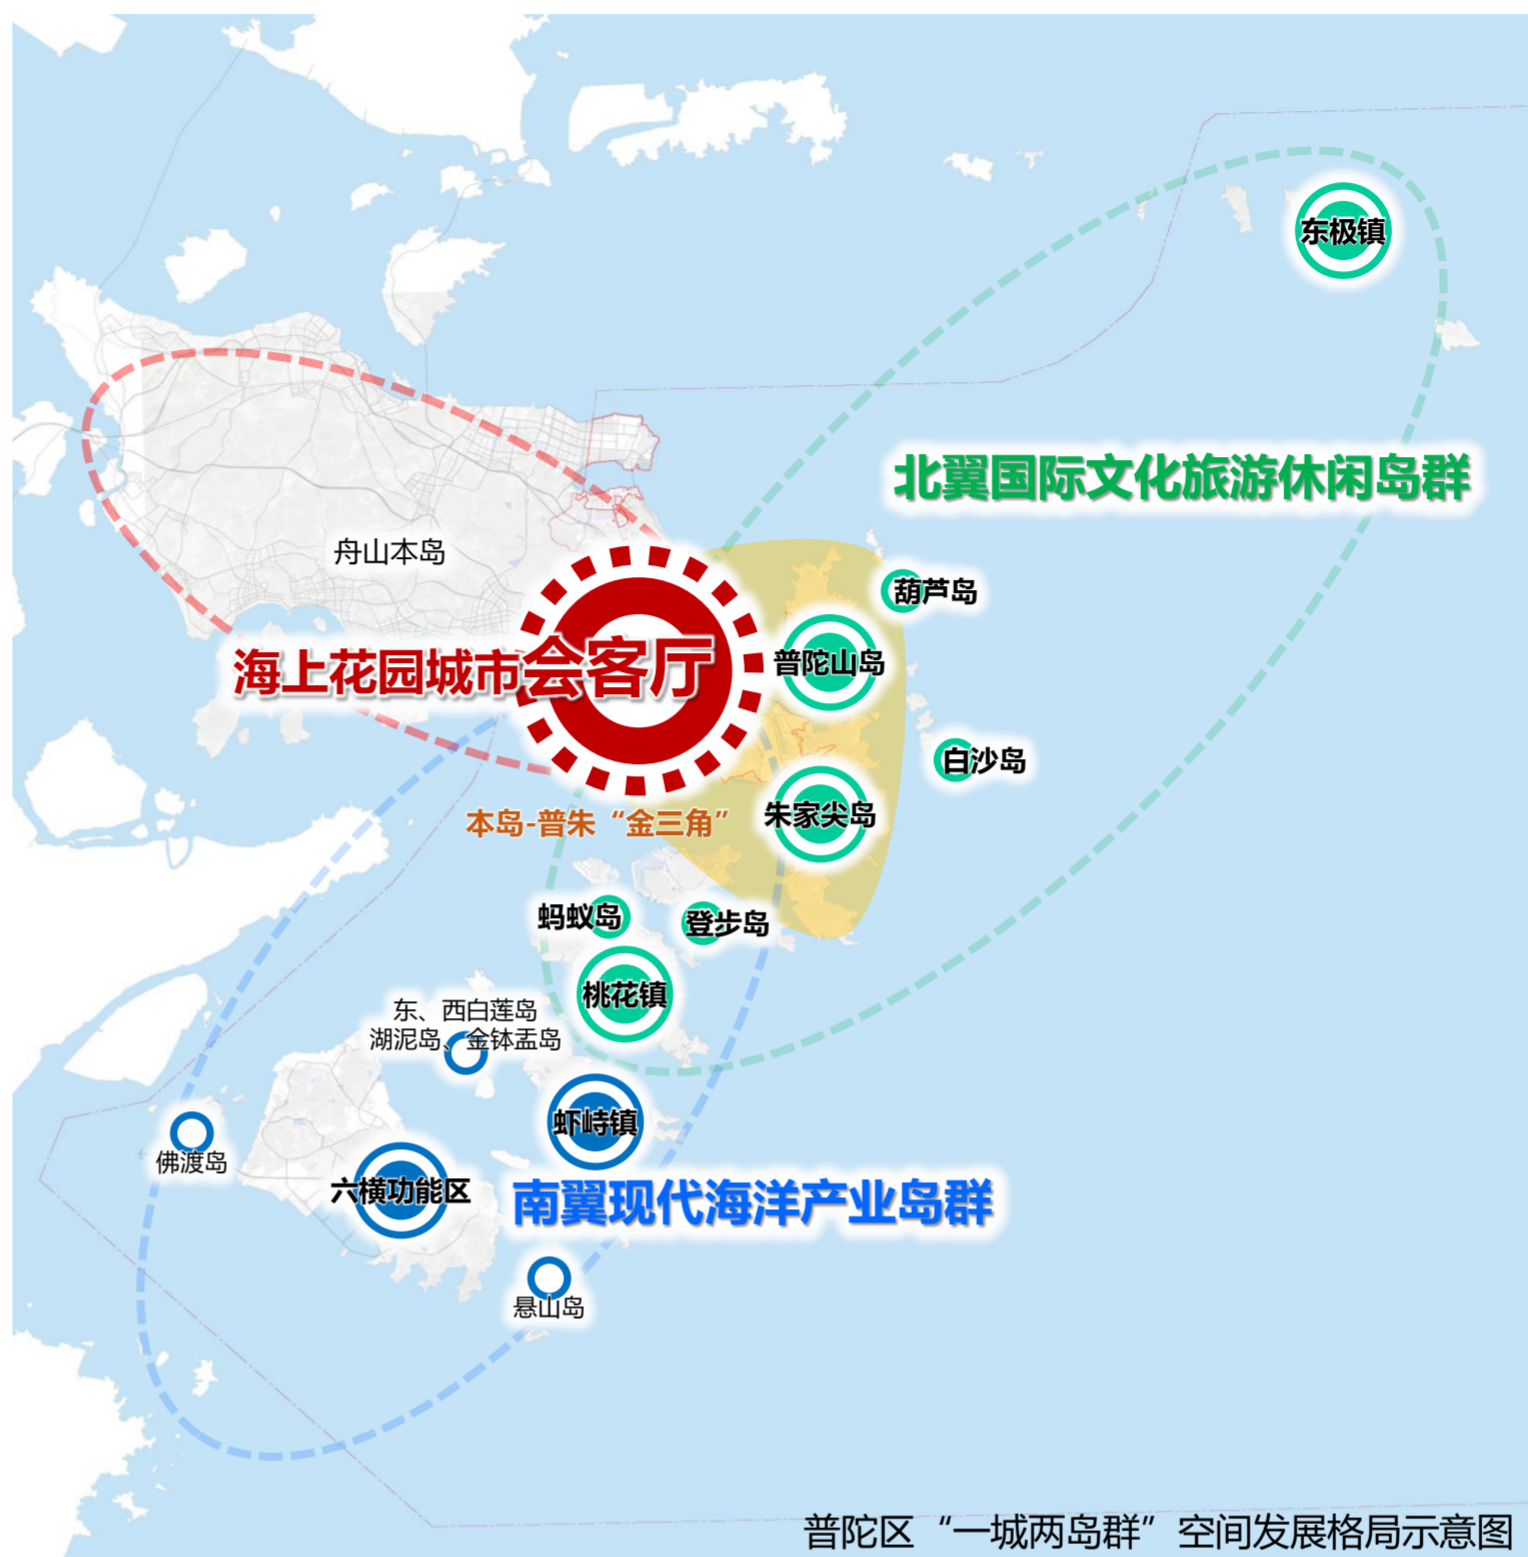 东极镇
北翼国际文化旅游休闲岛群
舟山本岛
葫芦岛
海上花园城市会客厅
普陀山岛
白沙岛
本岛-普朱“金三角”
朱家尖岛
蚂蚁岛
登步岛
桃花镇
东、西白莲岛
湖泥岛、金钵盂岛
虾峙镇
佛渡岛
六横功能区
南翼现代海洋产业岛群
悬山岛
普陀区“一城两岛群”空间发展格局示意图